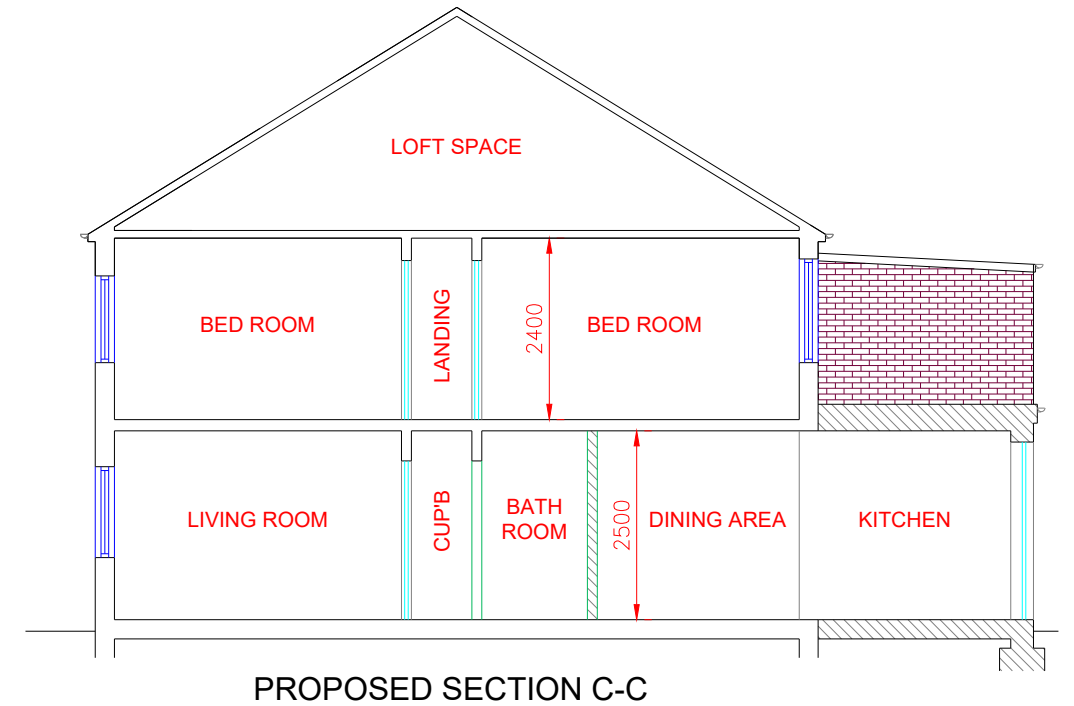 LOFT SPACE
BED ROOM
LANDING
2400
BED ROOM
LIVING ROOM
CUP'B
BATH
ROOM
2500
DINING AREA
KITCHEN
PROPOSED SECTION C-C